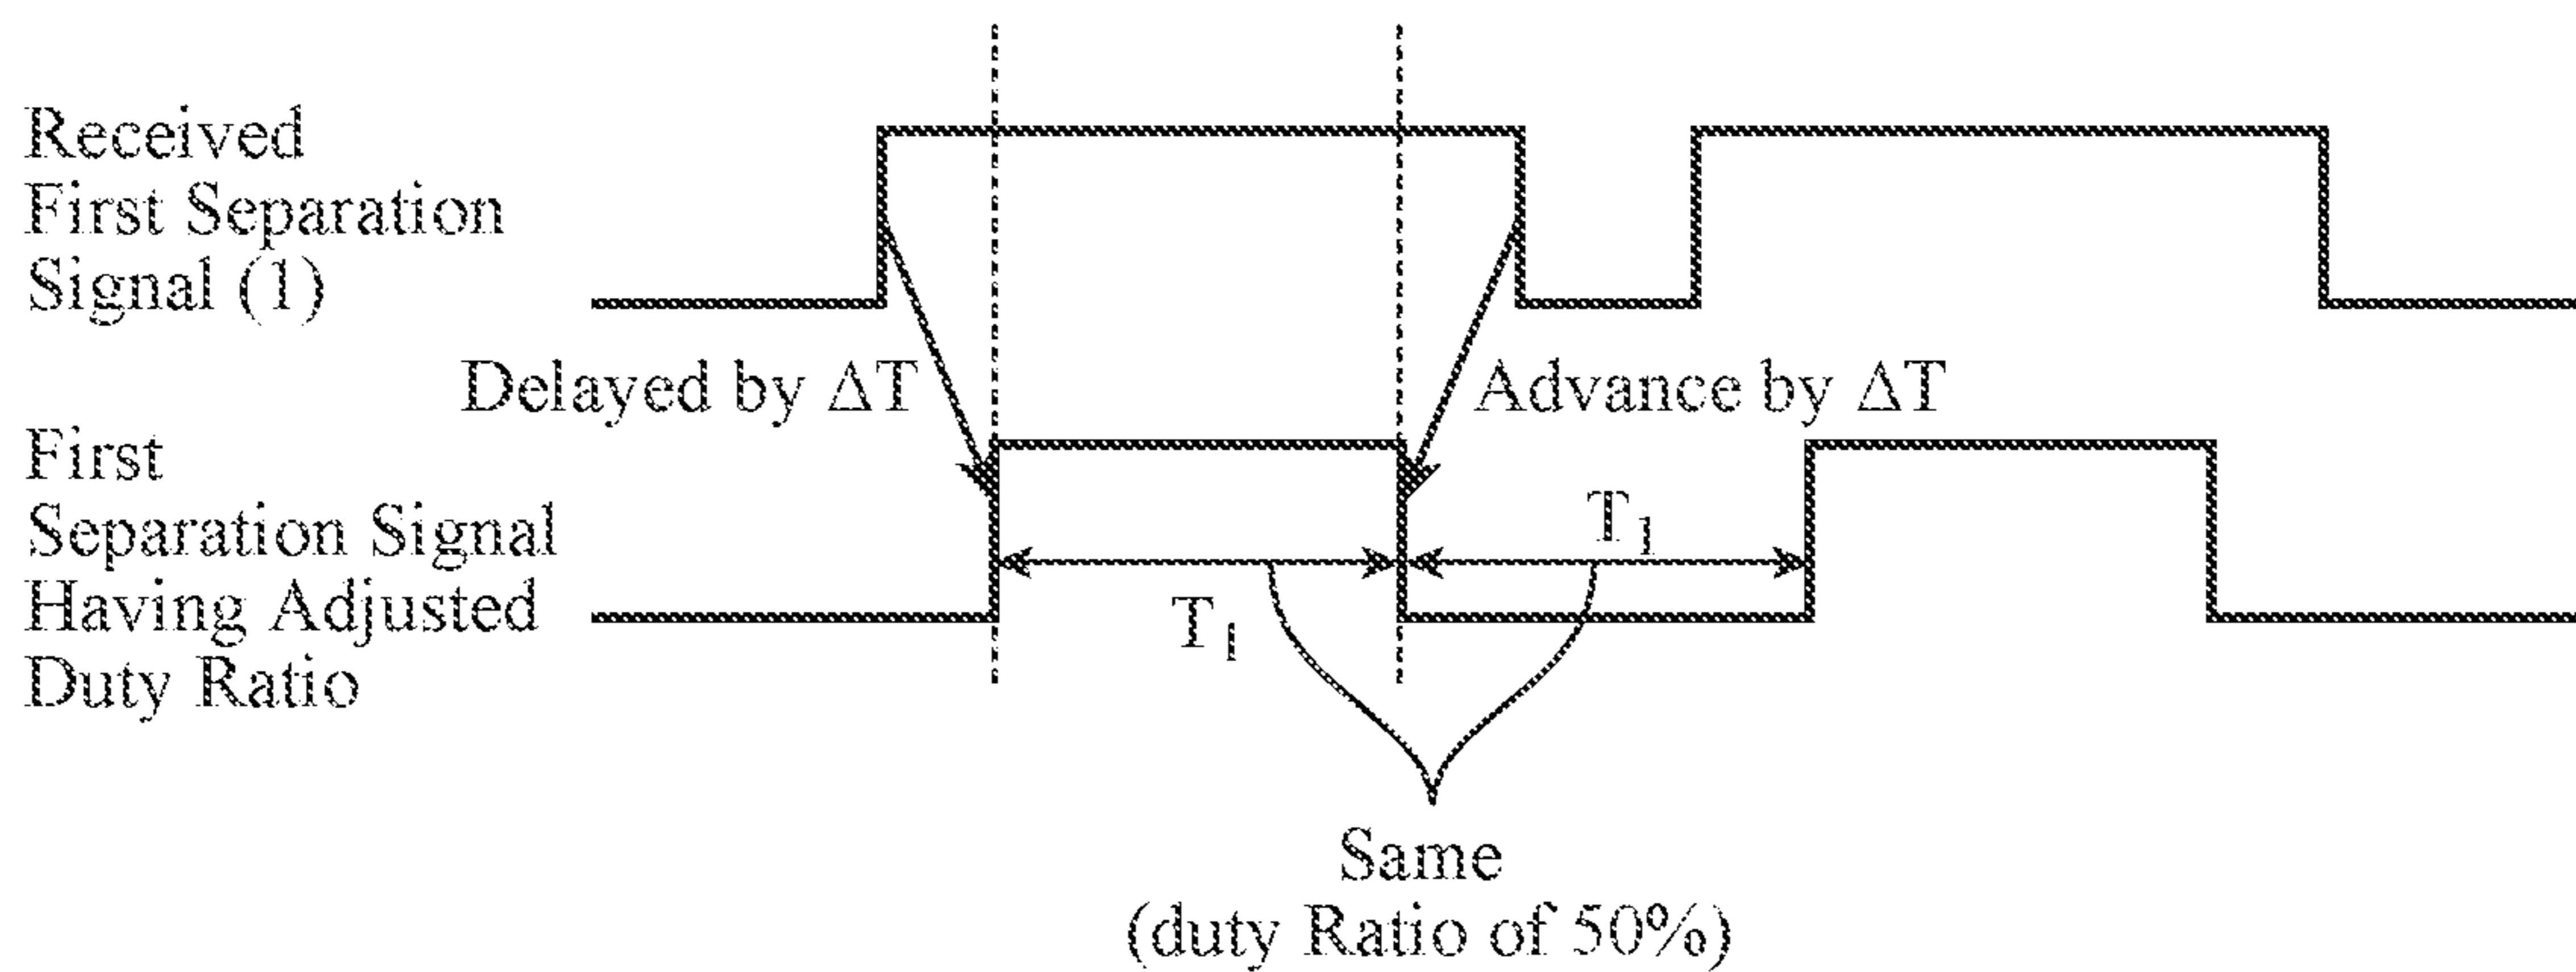 Received
First Separation
Signal (1)
Delayed by ΔT
Advance by ΔT
First
Separation Signal
Having Adjusted
Duty Ratio
T1
T1
Same
(duty Ratio of 50%)